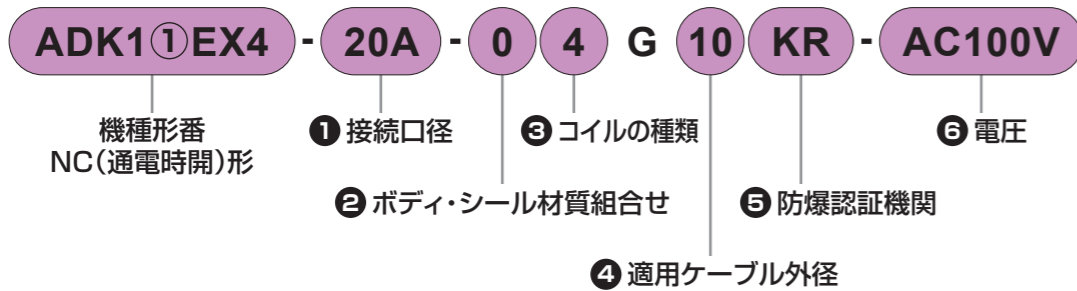 ADK1①EX4 - 20A - 0 4 G 10 KR - AC100V
機種形番
NC(通電時開)形
❶ 接続口径
❸ コイルの種類
❻ 電圧
❷ ボディ・シール材質組合せ
❺ 防爆認証機関
❹ 適用ケーブル外径